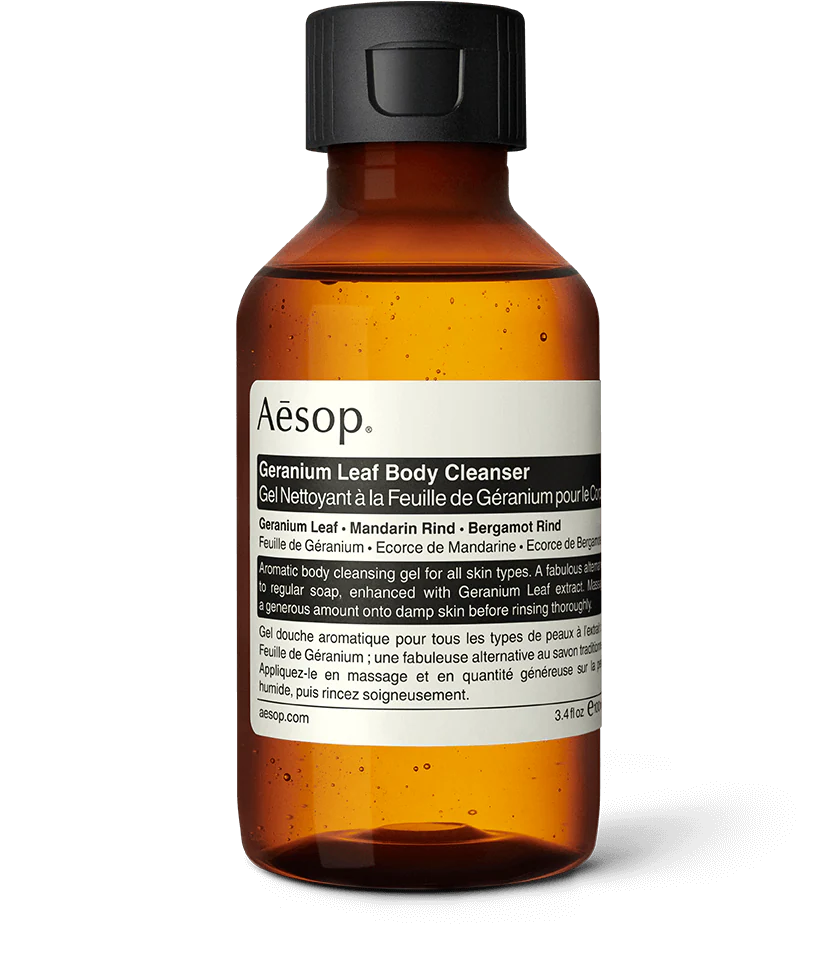 Aēsop®
Geranium Leaf Body Cleanser
Gel Nettoyant à la Feuille de Géranium pour le
Geranium Leaf • Mandarin Rind • Bergamot Rind
Feuille de Géranium • Ecorce de Mandarine • Ecorce de
Aromatic body cleansing gel for all skin types. A fabulous
to regular soap, enhanced with Geranium Leaf extract.
a generous amount onto damp skin before rinsing thoroughly.
Gel douche aromatique pour tous les types de peaux à
Feuille de Géranium ; une fabuleuse alternative au savon
Appliquez-le en massage et en quantité généreuse sur la
humide, puis rincez soigneusement.
aesop.com 3.4 fl oz ℮